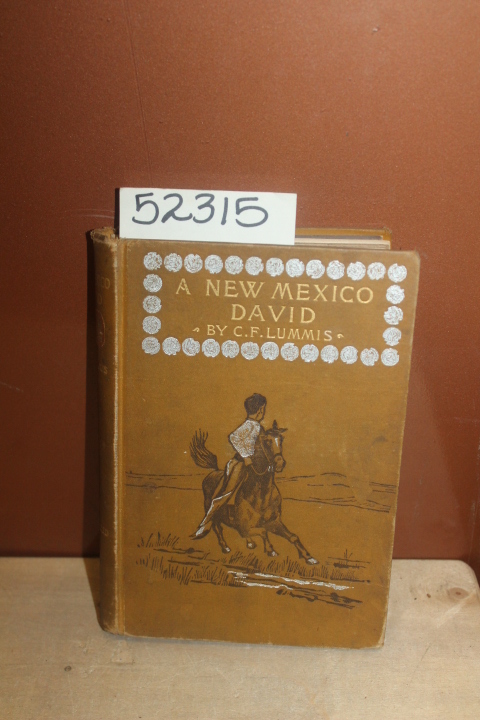 52315
A NEW MEXICO
DAVID
BY C.F. LUMMIS